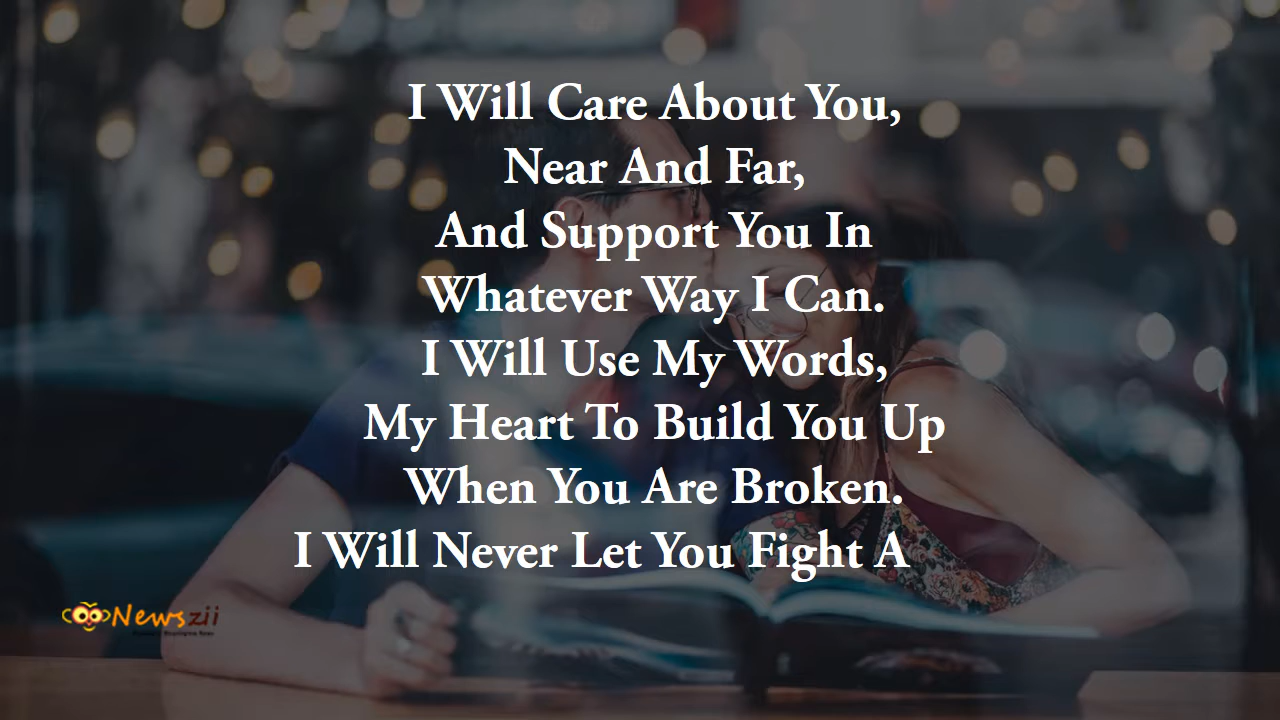 I Will Care About You,
Near And Far,
And Support You In
Whatever Way I Can.
I Will Use My Words,
My Heart To Build You Up
When You Are Broken.
I Will Never Let You Fight A
Newszii